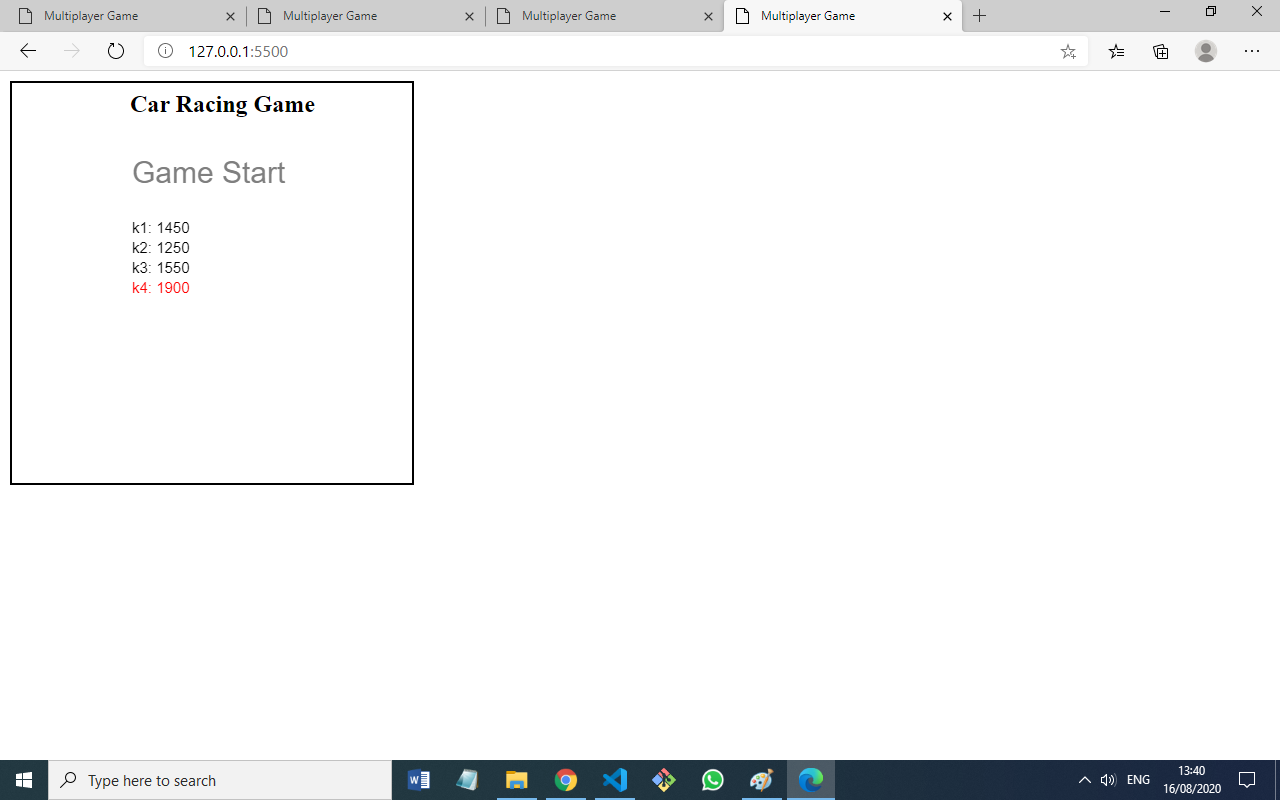 Multiplayer Game
Multiplayer Game
Multiplayer Game
Multiplayer Game
127.0.0.1:5500
Car Racing Game
Game Start
k1: 1450
k2: 1250
k3: 1550
k4: 1900
Type here to search
ENG
13:40
16/08/2020